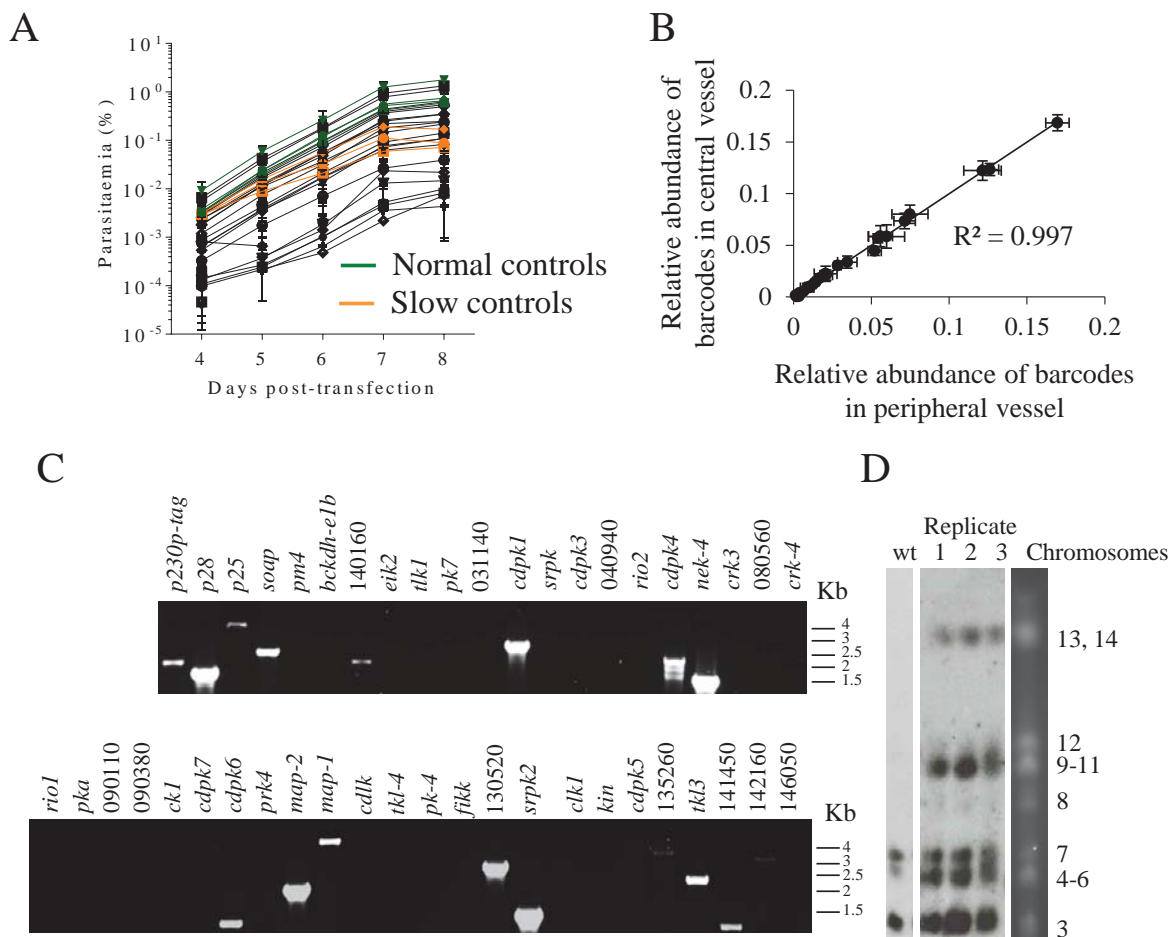 A
10^1
10^0
10^-1
10^-2
10^-3
10^-4
10^-5
Parasitaemia (%)
4 5 6 7 8
Days post-transfection
Normal controls
Slow controls
B
Relative abundance of
barcodes in central vessel
0.2
0.15
0.1
0.05
0
R² = 0.997
0 0.05 0.1 0.15 0.2
Relative abundance of barcodes
in peripheral vessel
C
p230p-tag p28 p25 soap pm4 bckdh-e1b 140160 eik2 tlk1 pk7 031140 cdpk1 srpk cdpk3 040940 rio2 cdpk4 nek-4 crk3 080560 crk-4
Kb
4
3
2.5
2
1.5
rio1 pka 090110 090380 ck1 cdpk7 cdpk6 prk4 map-2 map-1 cdlk tkl-4 pk-4 fikk 130520 srpk2 clk1 kin cdpk5 135260 tkl3 141450 142160 146050
Kb
4
3
2.5
2
1.5
D
Replicate
wt 1 2 3 Chromosomes
13, 14
12
9-11
8
7
4-6
3